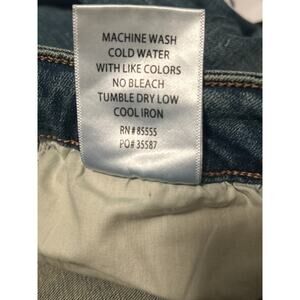 MACHINE WASH
COLD WATER
WITH LIKE COLORS
NO BLEACH
TUMBLE DRY LOW
COOL IRON
RN# 85555
PO# 35587